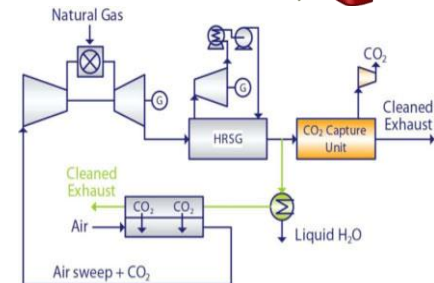 Natural Gas
G
G
CO₂
Cleaned
Exhaust
HRSG
CO₂ Capture
Unit
Cleaned
Exhaust
CO₂ CO₂
Air
Liquid H₂O
Air sweep + CO₂